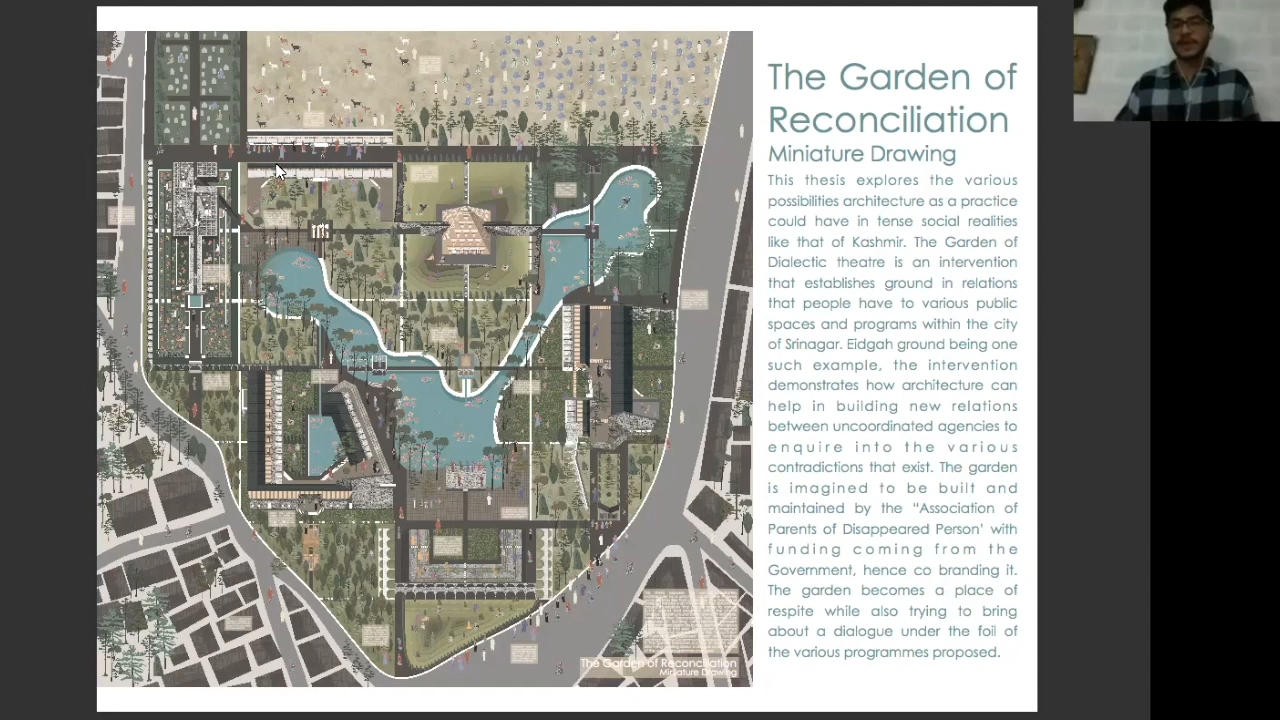 The Garden of
Reconciliation
Miniature Drawing
This thesis explores the various
possibilities architecture as a practice
could have in tense social realities
like that of Kashmir. The Garden of
Dialectic theatre is an intervention
that establishes ground in relations
that people have to various public
spaces and programs within the city
of Srinagar. Eidgah ground being one
such example, the intervention
demonstrates how architecture can
help in building new relations
between uncoordinated agencies to
enquire into the various
contradictions that exist. The garden
is imagined to be built and
maintained by the “Association of
Parents of Disappeared Person’ with
funding coming from the
Government, hence co branding it.
The garden becomes a place of
respite while also trying to bring
about a dialogue under the foil of
the various programmes proposed.
The Garden of Reconciliation
Miniature Drawing